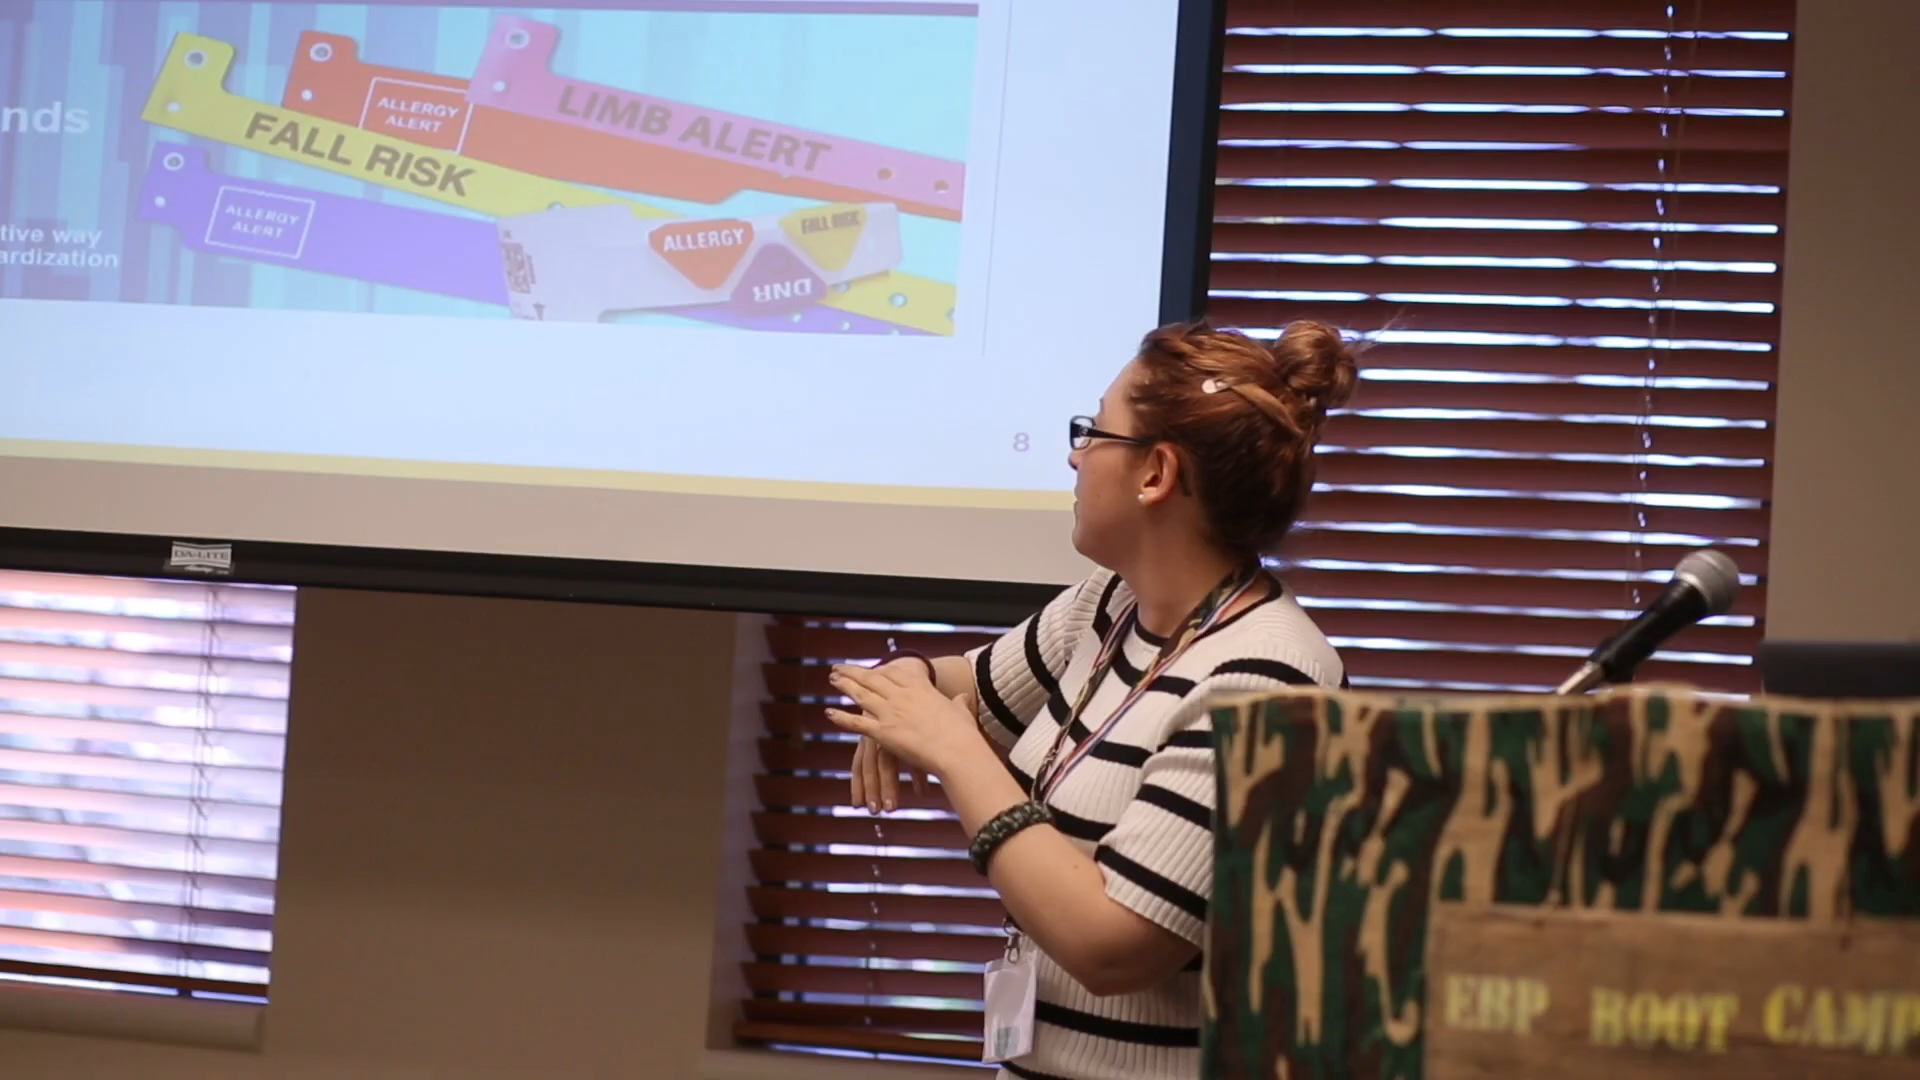 nds
tive way
ardization
ALLERGY
ALERT
LIMB ALERT
FALL RISK
ALLERGY
ALERT
ALLERGY
FALL RISK
DNR
8
DA-LITE
EBP BOOT CAMP